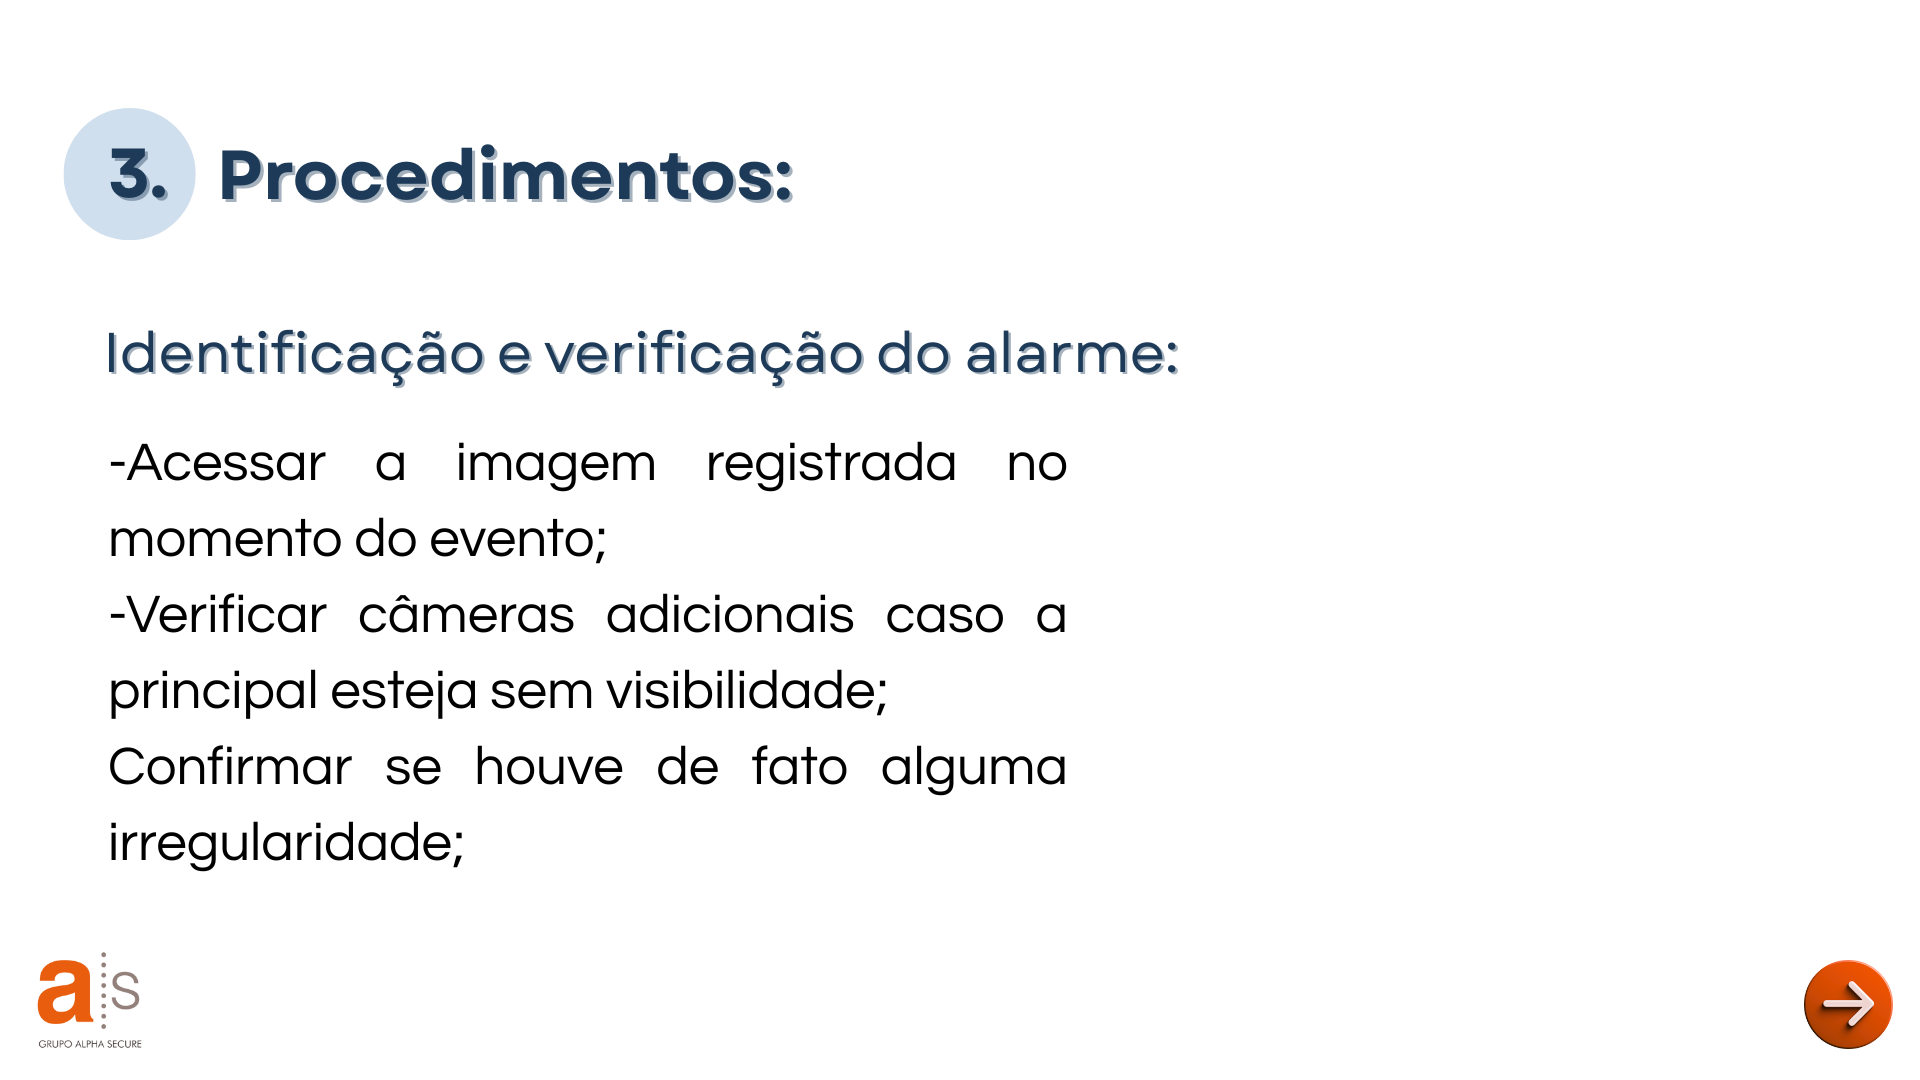 3. Procedimentos:
Identificação e verificação do alarme:
-Acessar a imagem registrada no
momento do evento;
-Verificar câmeras adicionais caso a
principal esteja sem visibilidade;
Confirmar se houve de fato alguma
irregularidade;
a s
GRUPO ALPHA SECURE